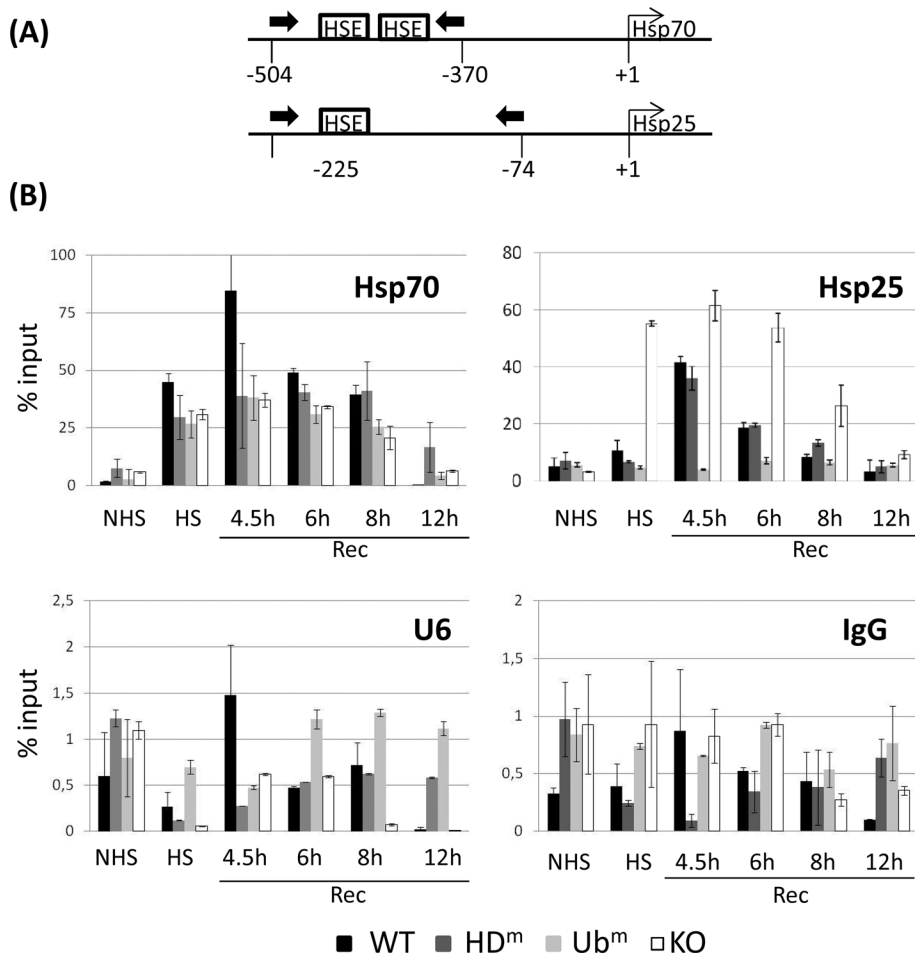 (A)
HSE HSE Hsp70
-504 -370 +1
HSE Hsp25
-225 -74 +1
(B)
% input
100
75
50
25
0
Hsp70
NHS HS 4.5h 6h 8h 12h
Rec
80
60
40
20
0
Hsp25
NHS HS 4.5h 6h 8h 12h
Rec
% input
2,5
2
1,5
1
0,5
0
U6
NHS HS 4.5h 6h 8h 12h
Rec
2
1,5
1
0,5
0
IgG
NHS HS 4.5h 6h 8h 12h
Rec
WT HDᵐ Ubᵐ KO